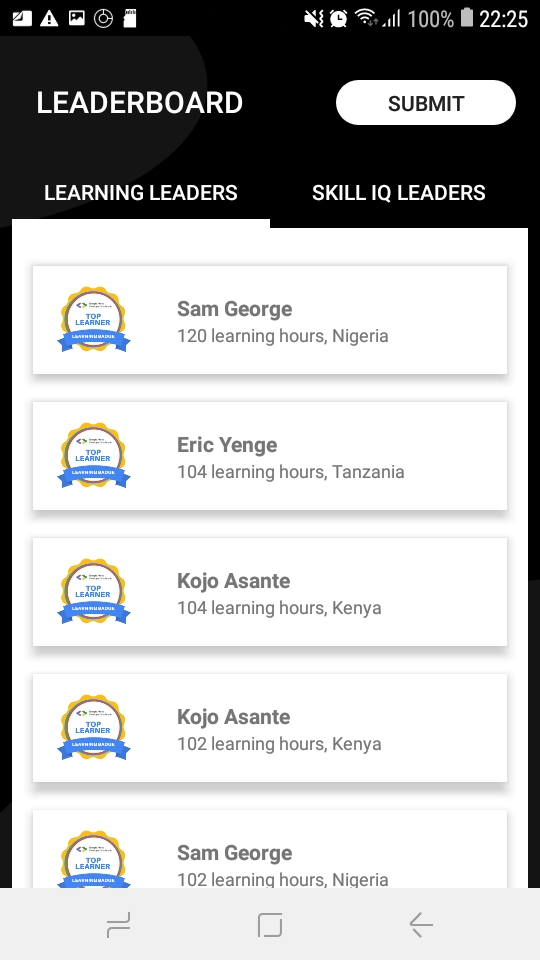 100% 22:25
LEADERBOARD
SUBMIT
LEARNING LEADERS
SKILL IQ LEADERS
TOP
LEARNER
LEARNING BADGE
Sam George
120 learning hours, Nigeria
TOP
LEARNER
LEARNING BADGE
Eric Yenge
104 learning hours, Tanzania
TOP
LEARNER
LEARNING BADGE
Kojo Asante
104 learning hours, Kenya
TOP
LEARNER
LEARNING BADGE
Kojo Asante
102 learning hours, Kenya
TOP
LEARNER
LEARNING BADGE
Sam George
102 learning hours, Nigeria